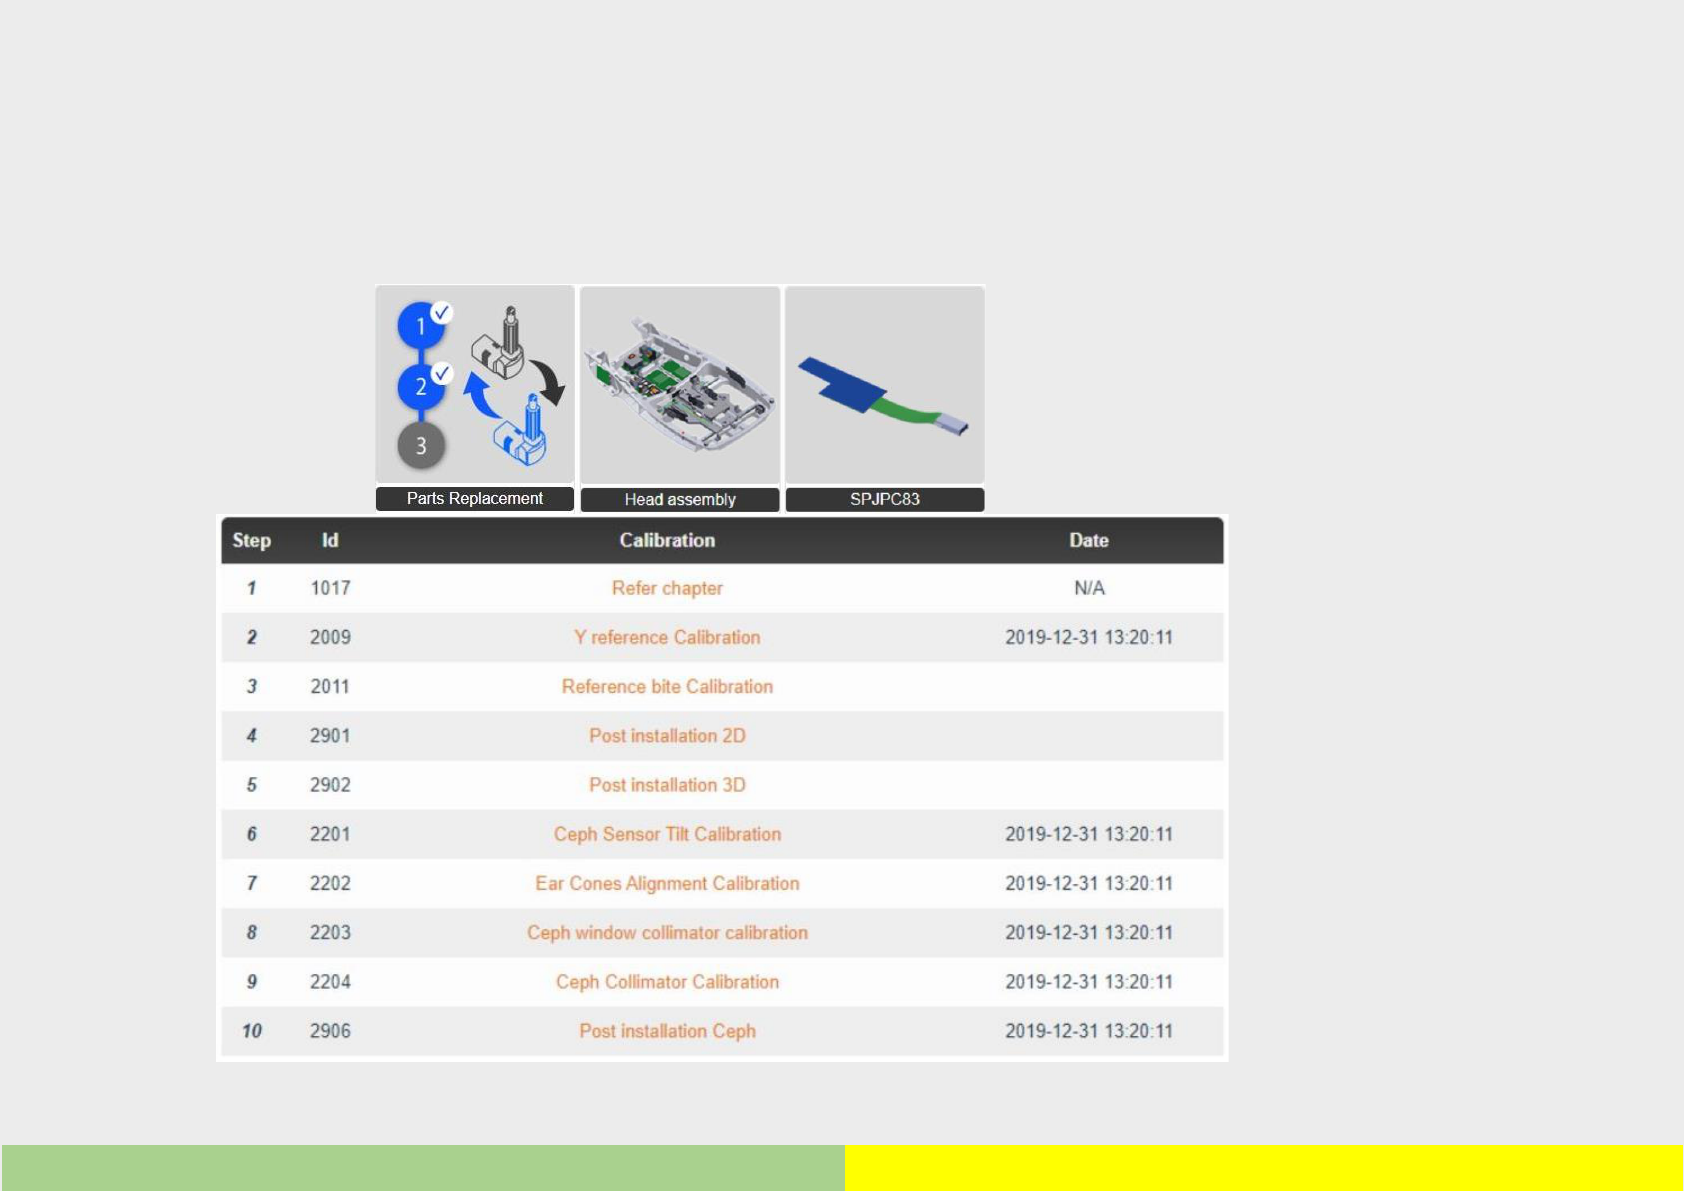 1
2
3
Parts Replacement Head assembly SPJPC83
Step Id Calibration Date
1 1017 Refer chapter N/A
2 2009 Y reference Calibration 2019-12-31 13:20:11
3 2011 Reference bite Calibration
4 2901 Post installation 2D
5 2902 Post installation 3D
6 2201 Ceph Sensor Tilt Calibration 2019-12-31 13:20:11
7 2202 Ear Cones Alignment Calibration 2019-12-31 13:20:11
8 2203 Ceph window collimator calibration 2019-12-31 13:20:11
9 2204 Ceph Collimator Calibration 2019-12-31 13:20:11
10 2906 Post installation Ceph 2019-12-31 13:20:11